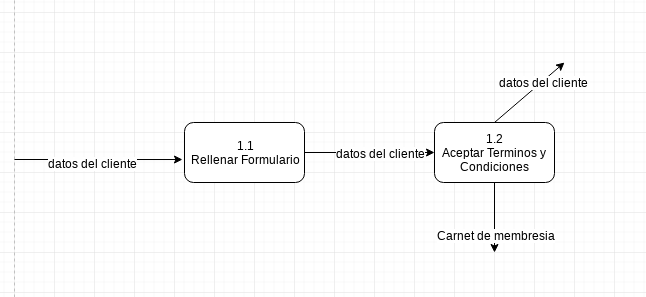 datos del cliente
1.1
Rellenar Formulario
datos del cliente
1.2
Aceptar Terminos y
Condiciones
datos del cliente
Carnet de membresia